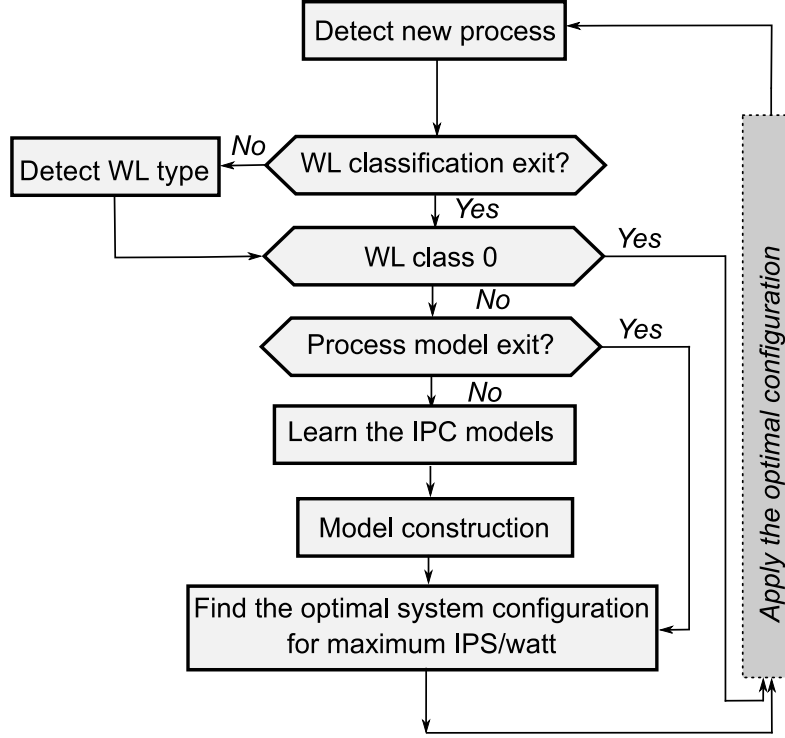 Detect new process
No
WL classification exit?
Detect WL type
Yes
WL class 0
Yes
No
Process model exit?
Yes
No
Learn the IPC models
Model construction
Find the optimal system configuration
for maximum IPS/watt
Apply the optimal configuration